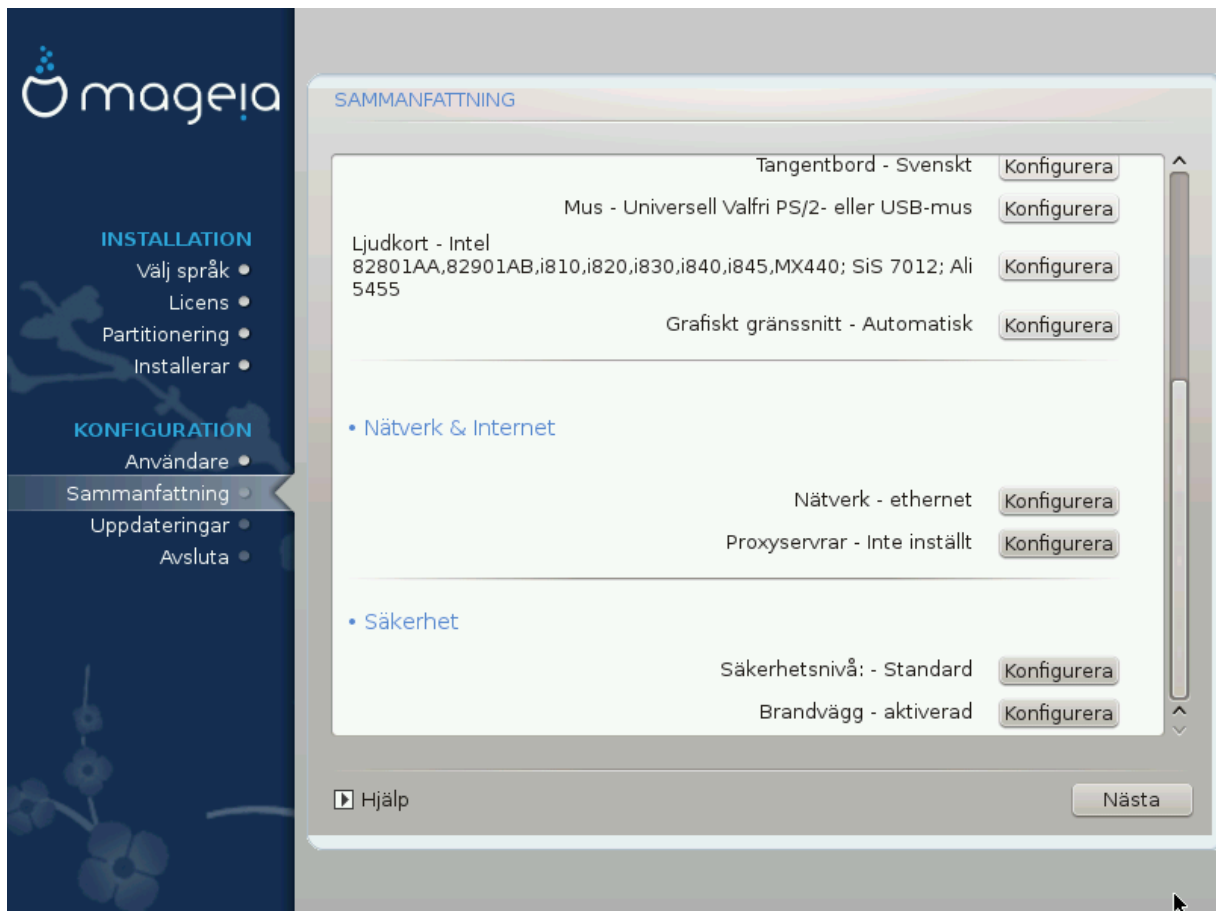 mageia
INSTALLATION
Välj språk
Licens
Partitionering
Installerar
KONFIGURATION
Användare
Sammanfattning
Uppdateringar
Avsluta
SAMMANFATTNING
Tangentbord - Svenskt Konfigurera
Mus - Universell Valfri PS/2- eller USB-mus Konfigurera
Ljudkort - Intel
82801AA,82901AB,i810,i820,i830,i840,i845,MX440; SiS 7012; Ali Konfigurera
5455
Grafiskt gränssnitt - Automatisk Konfigurera
• Nätverk & Internet
Nätverk - ethernet Konfigurera
Proxyservrar - Inte inställt Konfigurera
• Säkerhet
Säkerhetsnivå: - Standard Konfigurera
Brandvägg - aktiverad Konfigurera
Hjälp
Nästa